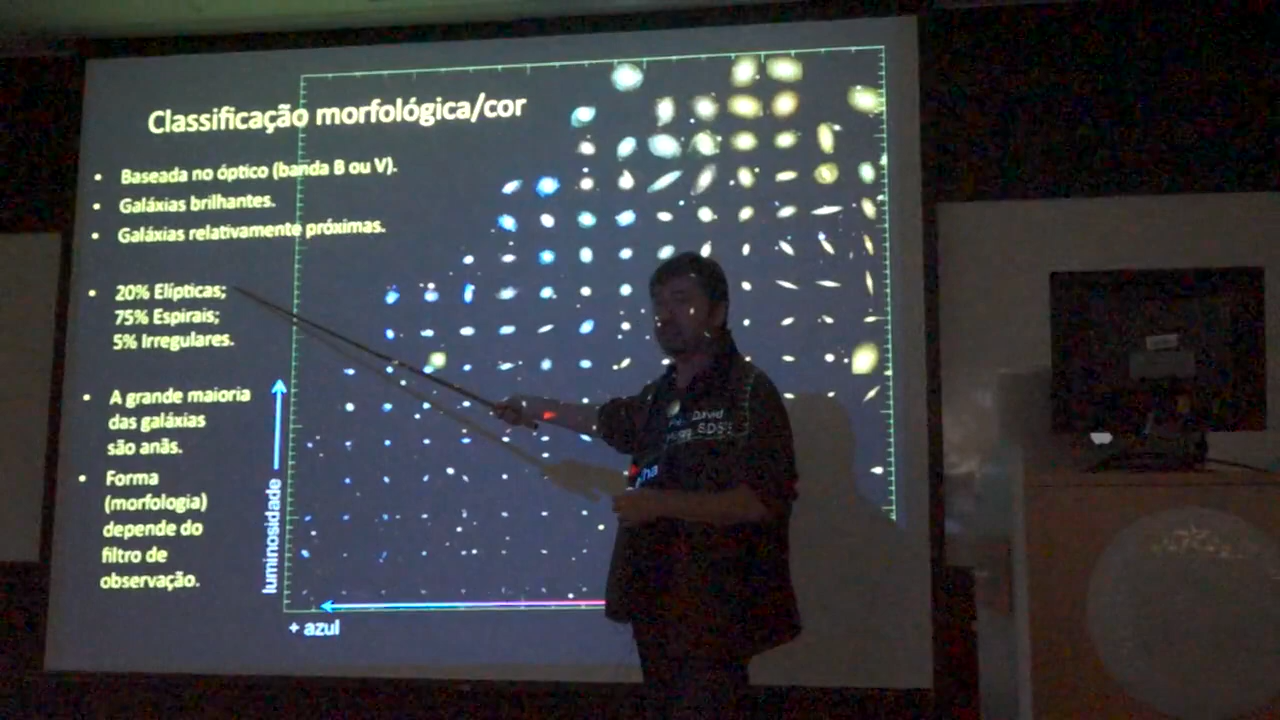 Classificação morfológica/cor
• Baseada no óptico (banda B ou V).
• Galáxias brilhantes.
• Galáxias relativamente próximas.
• 20% Elípticas;
75% Espirais;
5% Irregulares.
• A grande maioria
das galáxias
são anãs.
• Forma
(morfologia)
depende do
filtro de
observação.
luminosidade
+ azul
David